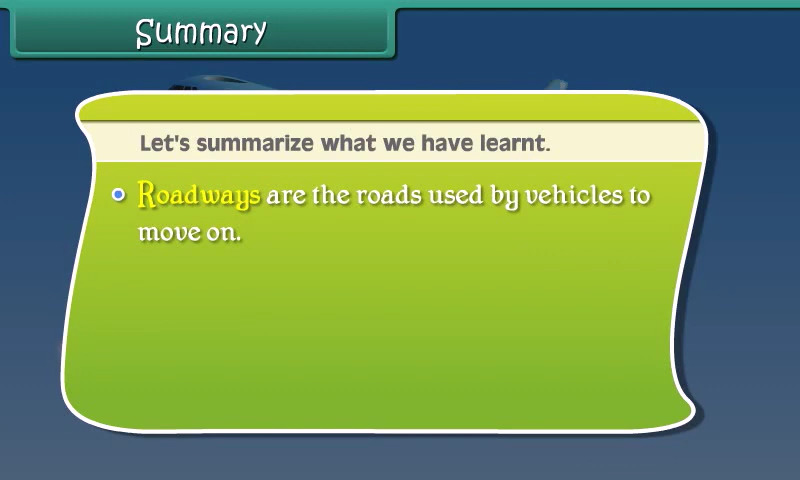 Summary
Let's summarize what we have learnt.
Roadways are the roads used by vehicles to
move on.